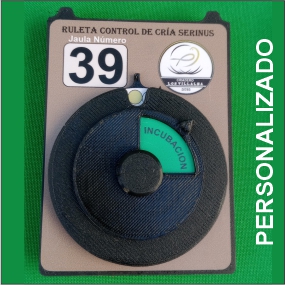 RULETA CONTROL DE CRÍA SERINUS
Jaula Número
39
INCUBACION
PERSONALIZADO